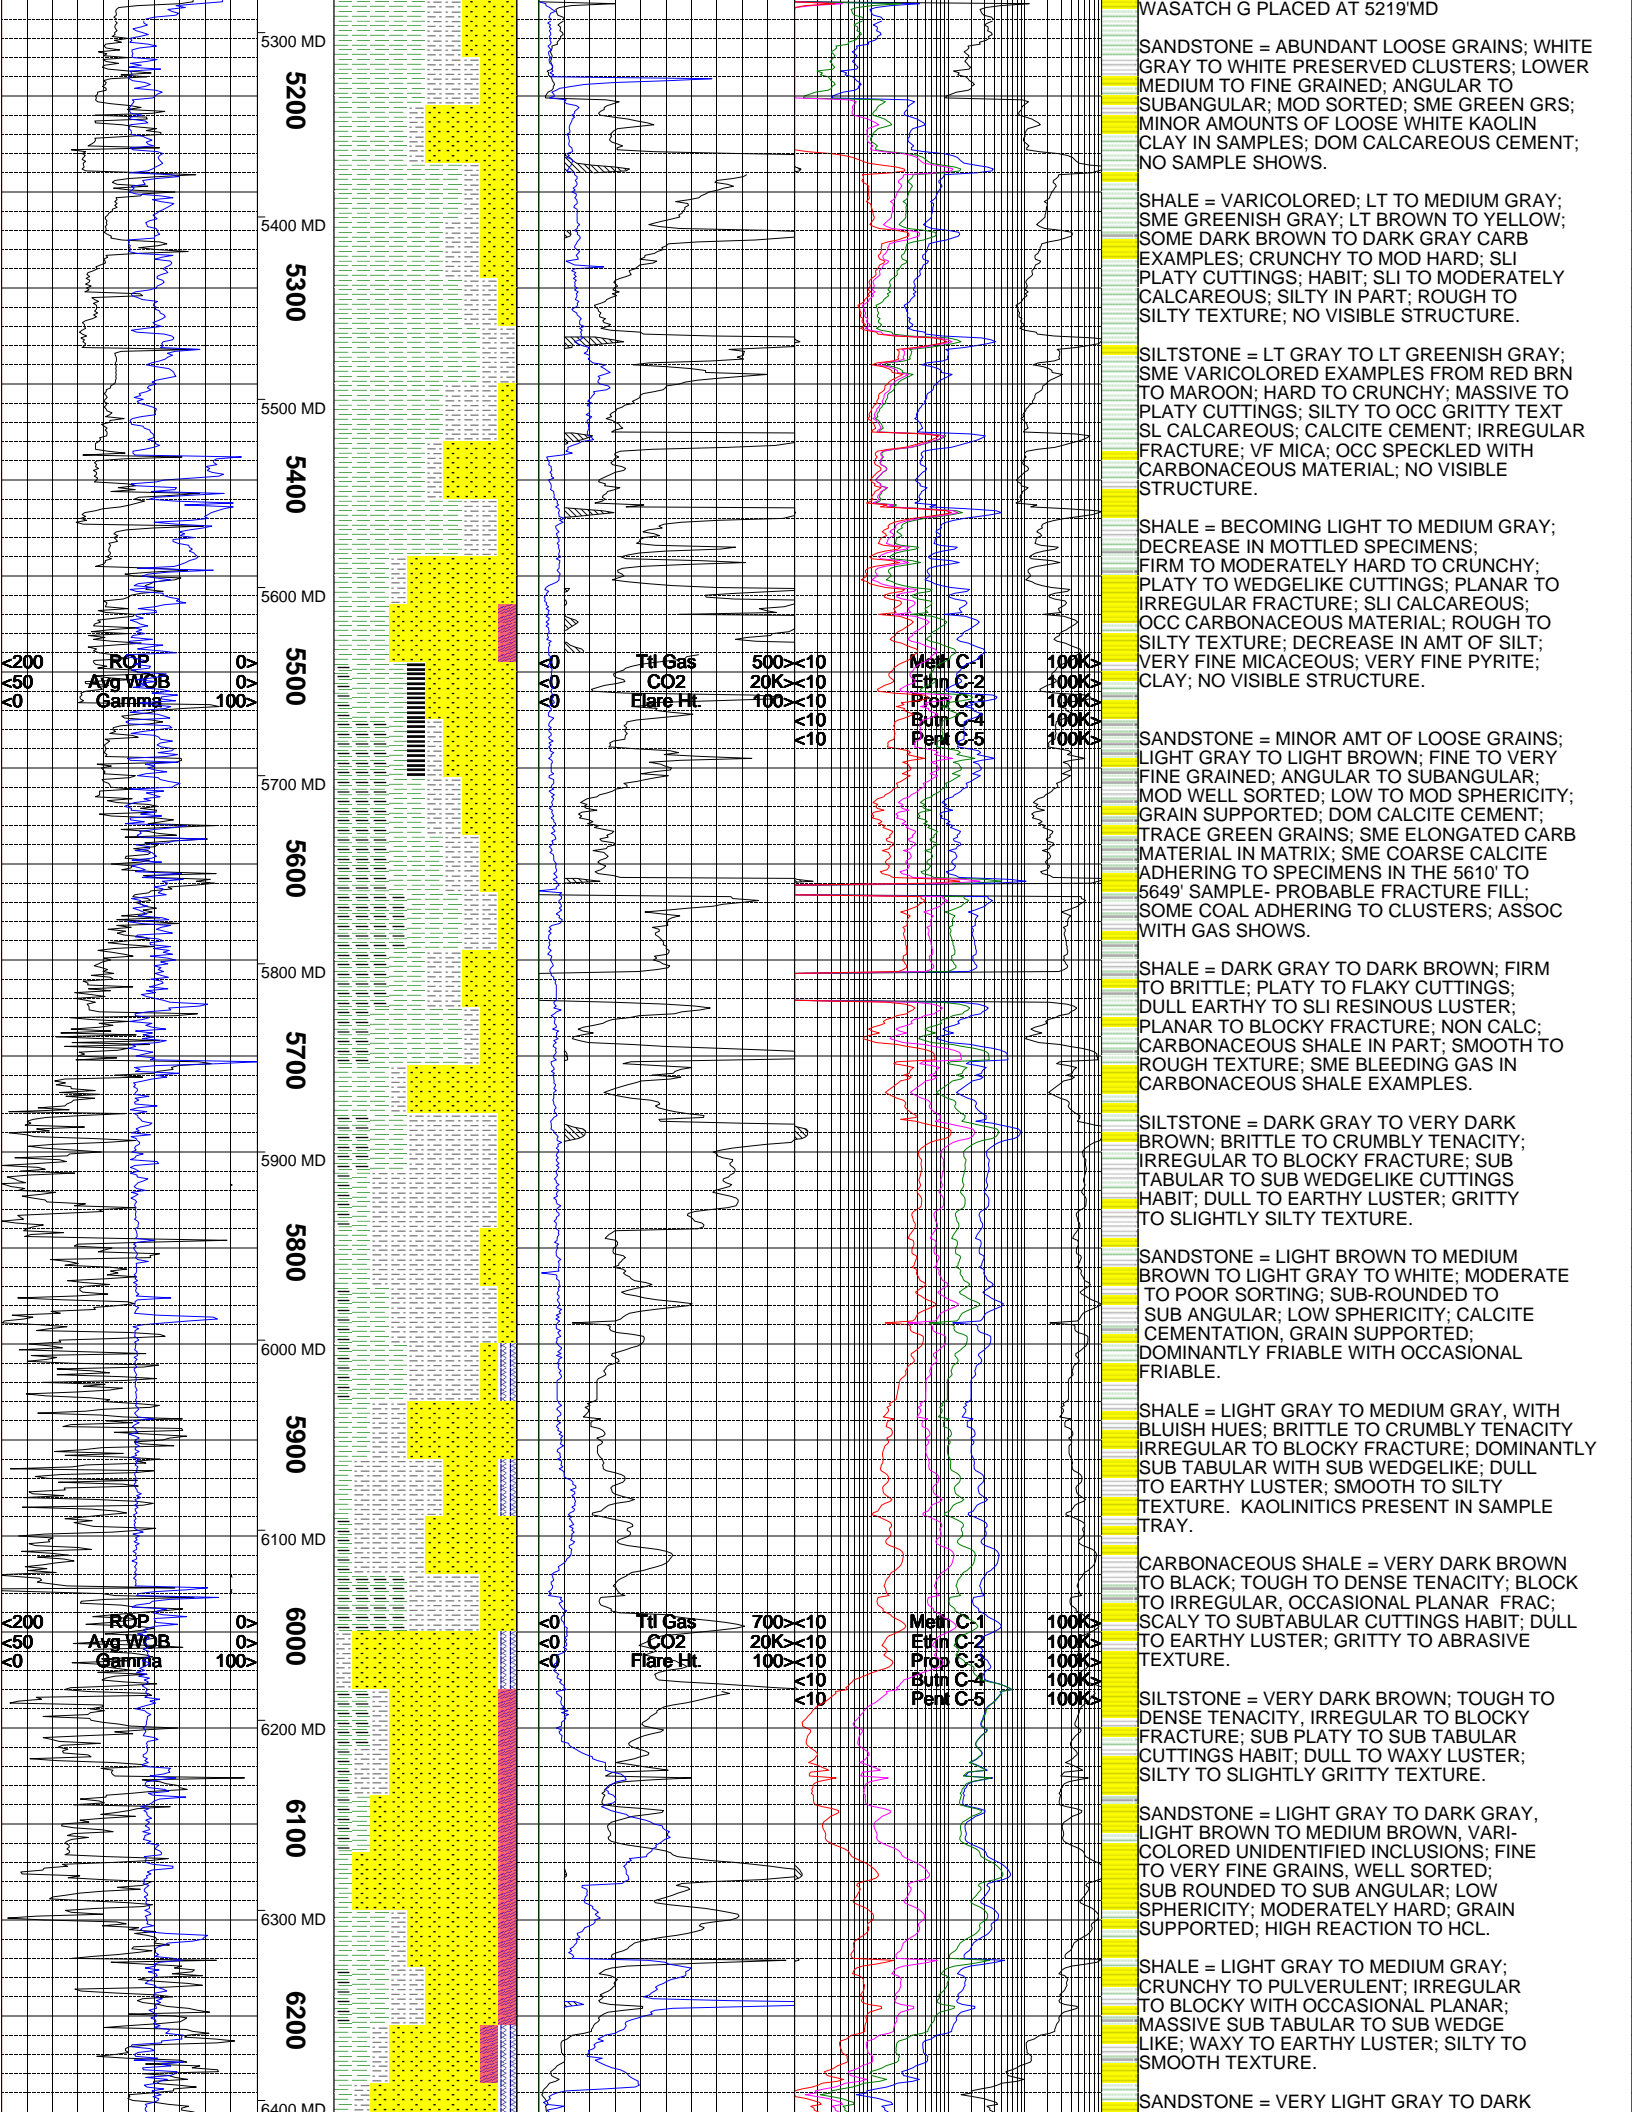 WASATCH G PLACED AT 5219'MD
SANDSTONE = ABUNDANT LOOSE GRAINS; WHITE
GRAY TO WHITE PRESERVED CLUSTERS; LOWER
MEDIUM TO FINE GRAINED; ANGULAR TO
SUBANGULAR; MOD SORTED; SME GREEN GRS;
MINOR AMOUNTS OF LOOSE WHITE KAOLIN
CLAY IN SAMPLES; DOM CALCAREOUS CEMENT;
NO SAMPLE SHOWS.
SHALE = VARICOLORED; LT TO MEDIUM GRAY;
SME GREENISH GRAY; LT BROWN TO YELLOW;
SOME DARK BROWN TO DARK GRAY CARB
EXAMPLES; CRUNCHY TO MOD HARD; SLI
PLATY CUTTINGS; HABIT; SLI TO MODERATELY
CALCAREOUS; SILTY IN PART; ROUGH TO
SILTY TEXTURE; NO VISIBLE STRUCTURE.
SILTSTONE = LT GRAY TO LT GREENISH GRAY;
SME VARICOLORED EXAMPLES FROM RED BRN
TO MAROON; HARD TO CRUNCHY; MASSIVE TO
PLATY CUTTINGS; SILTY TO OCC GRITTY TEXT
SL CALCAREOUS; CALCITE CEMENT; IRREGULAR
FRACTURE; VF MICA; OCC SPECKLED WITH
CARBONACEOUS MATERIAL; NO VISIBLE
STRUCTURE.
SHALE = BECOMING LIGHT TO MEDIUM GRAY;
DECREASE IN MOTTLED SPECIMENS;
FIRM TO MODERATELY HARD TO CRUNCHY;
PLATY TO WEDGELIKE CUTTINGS; PLANAR TO
IRREGULAR FRACTURE; SLI CALCAREOUS;
OCC CARBONACEOUS MATERIAL; ROUGH TO
SILTY TEXTURE; DECREASE IN AMT OF SILT;
VERY FINE MICACEOUS; VERY FINE PYRITE;
CLAY; NO VISIBLE STRUCTURE.
SANDSTONE = MINOR AMT OF LOOSE GRAINS;
LIGHT GRAY TO LIGHT BROWN; FINE TO VERY
FINE GRAINED; ANGULAR TO SUBANGULAR;
MOD WELL SORTED; LOW TO MOD SPHERICITY;
GRAIN SUPPORTED; DOM CALCITE CEMENT;
TRACE GREEN GRAINS; SME ELONGATED CARB
MATERIAL IN MATRIX; SME COARSE CALCITE
ADHERING TO SPECIMENS IN THE 5610' TO
5649' SAMPLE- PROBABLE FRACTURE FILL;
SOME COAL ADHERING TO CLUSTERS; ASSOC
WITH GAS SHOWS.
SHALE = DARK GRAY TO DARK BROWN; FIRM
TO BRITTLE; PLATY TO FLAKY CUTTINGS;
DULL EARTHY TO SLI RESINOUS LUSTER;
PLANAR TO BLOCKY FRACTURE; NON CALC;
CARBONACEOUS SHALE IN PART; SMOOTH TO
ROUGH TEXTURE; SME BLEEDING GAS IN
CARBONACEOUS SHALE EXAMPLES.
SILTSTONE = DARK GRAY TO VERY DARK
BROWN; BRITTLE TO CRUMBLY TENACITY;
IRREGULAR TO BLOCKY FRACTURE; SUB
TABULAR TO SUB WEDGELIKE CUTTINGS
HABIT; DULL TO EARTHY LUSTER; GRITTY
TO SLIGHTLY SILTY TEXTURE.
SANDSTONE = LIGHT BROWN TO MEDIUM
BROWN TO LIGHT GRAY TO WHITE; MODERATE
TO POOR SORTING; SUB-ROUNDED TO
SUB ANGULAR; LOW SPHERICITY; CALCITE
CEMENTATION, GRAIN SUPPORTED;
DOMINANTLY FRIABLE WITH OCCASIONAL
FRIABLE.
SHALE = LIGHT GRAY TO MEDIUM GRAY, WITH
BLUISH HUES; BRITTLE TO CRUMBLY TENACITY
IRREGULAR TO BLOCKY FRACTURE; DOMINANTLY
SUB TABULAR WITH SUB WEDGELIKE; DULL
TO EARTHY LUSTER; SMOOTH TO SILTY
TEXTURE. KAOLINITICS PRESENT IN SAMPLE
TRAY.
CARBONACEOUS SHALE = VERY DARK BROWN
TO BLACK; TOUGH TO DENSE TENACITY; BLOCK
TO IRREGULAR, OCCASIONAL PLANAR FRAC;
SCALY TO SUBTABULAR CUTTINGS HABIT; DULL
TO EARTHY LUSTER; GRITTY TO ABRASIVE
TEXTURE.
SILTSTONE = VERY DARK BROWN; TOUGH TO
DENSE TENACITY, IRREGULAR TO BLOCKY
FRACTURE; SUB PLATY TO SUB TABULAR
CUTTINGS HABIT; DULL TO WAXY LUSTER;
SILTY TO SLIGHTLY GRITTY TEXTURE.
SANDSTONE = LIGHT GRAY TO DARK GRAY,
LIGHT BROWN TO MEDIUM BROWN, VARI-
COLORED UNIDENTIFIED INCLUSIONS; FINE
TO VERY FINE GRAINS, WELL SORTED;
SUB ROUNDED TO SUB ANGULAR; LOW
SPHERICITY; MODERATELY HARD; GRAIN
SUPPORTED; HIGH REACTION TO HCL.
SHALE = LIGHT GRAY TO MEDIUM GRAY;
CRUNCHY TO PULVERULENT; IRREGULAR
TO BLOCKY WITH OCCASIONAL PLANAR;
MASSIVE SUB TABULAR TO SUB WEDGE
LIKE; WAXY TO EARTHY LUSTER; SILTY TO
SMOOTH TEXTURE.
SANDSTONE = VERY LIGHT GRAY TO DARK
5300 MD
5200
5400 MD
5300
5500 MD
5400
5600 MD
5500
5700 MD
5600
5800 MD
5700
5900 MD
5800
6000 MD
5900
6100 MD
6000
6200 MD
6100
6300 MD
6200
6400 MD
<200 ROP 0>
<50 Avg WOB 0>
<0 Gamma 100>
<0 Ttl Gas 500>
<0 CO2 20K>
<0 Flare Ht. 100>
<10 Meth C-1 100K>
<10 Ethn C-2 100K>
<10 Prop C-3 100K>
<10 Butn C-4 100K>
<10 Pent C-5 100K>
<200 ROP 0>
<50 Avg WOB 0>
<0 Gamma 100>
<0 Ttl Gas 700>
<0 CO2 20K>
<0 Flare Ht. 100>
<10 Meth C-1 100K>
<10 Ethn C-2 100K>
<10 Prop C-3 100K>
<10 Butn C-4 100K>
<10 Pent C-5 100K>